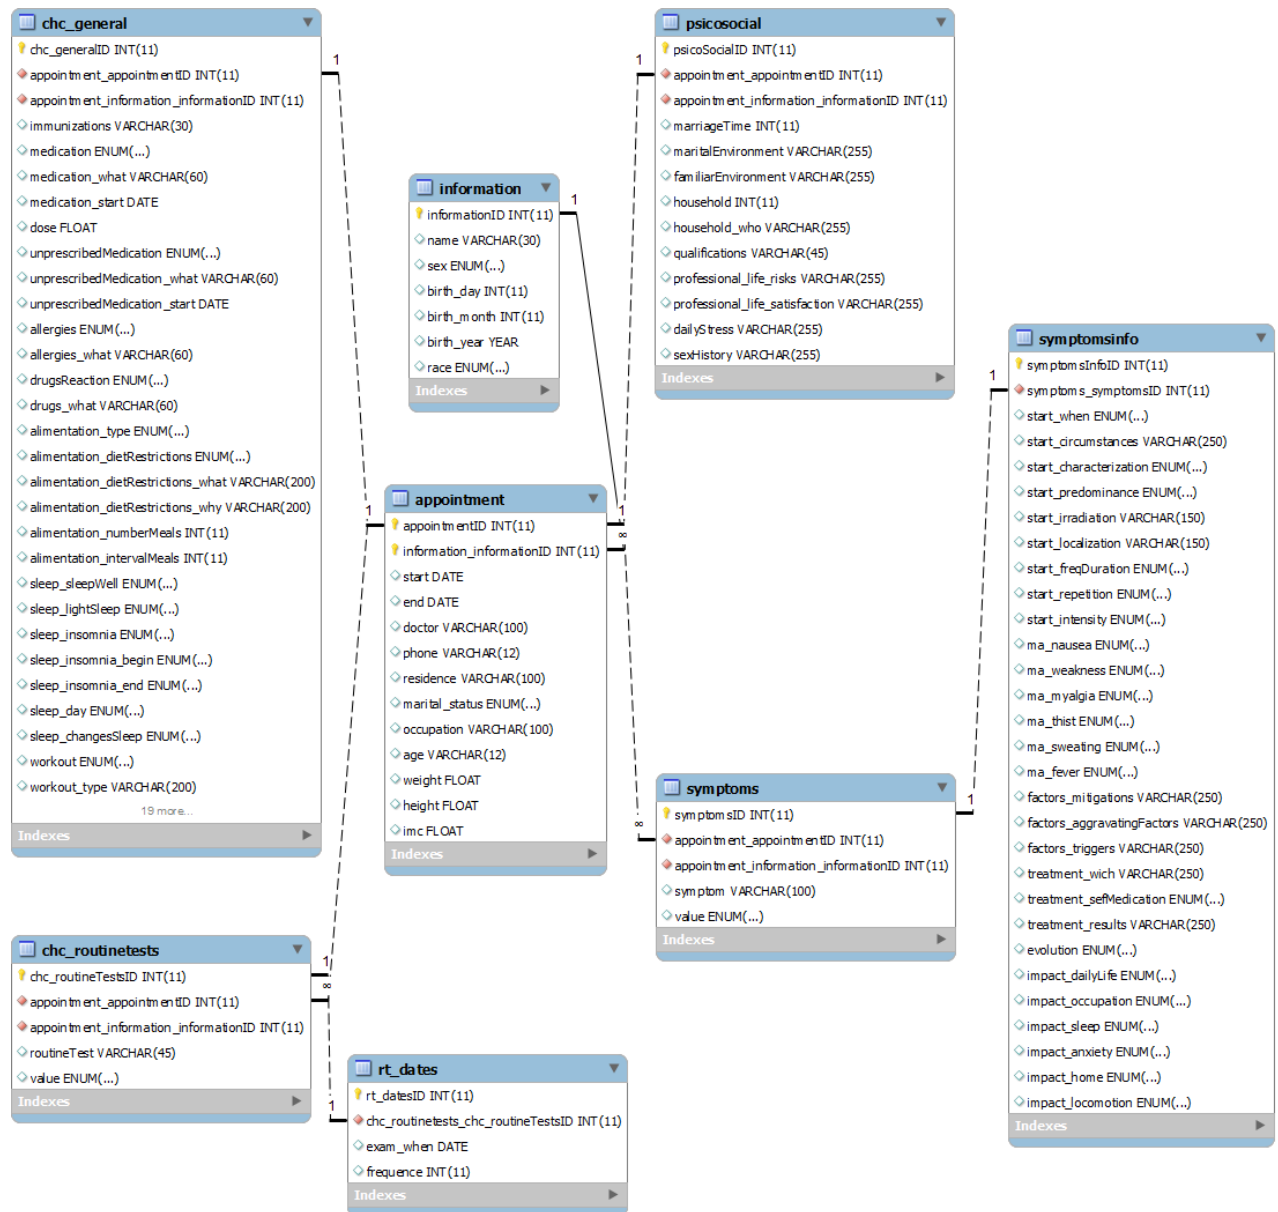 chc_general
chc_generalID INT(11)
appointment_appointmentID INT(11)
appointment_information_informationID INT(11)
immunizations VARCHAR(30)
medication ENUM(...)
medication_what VARCHAR(60)
medication_start DATE
dose FLOAT
unprescribedMedication ENUM(...)
unprescribedMedication_what VARCHAR(60)
unprescribedMedication_start DATE
allergies ENUM(...)
allergies_what VARCHAR(60)
drugsReaction ENUM(...)
drugs_what VARCHAR(60)
alimentation_type ENUM(...)
alimentation_dietRestrictions ENUM(...)
alimentation_dietRestrictions_what VARCHAR(200)
alimentation_dietRestrictions_why VARCHAR(200)
alimentation_numberMeals INT(11)
alimentation_intervalMeals INT(11)
sleep_sleepWell ENUM(...)
sleep_lightSleep ENUM(...)
sleep_insomnia ENUM(...)
sleep_insomnia_begin ENUM(...)
sleep_insomnia_end ENUM(...)
sleep_day ENUM(...)
sleep_changesSleep ENUM(...)
workout ENUM(...)
workout_type VARCHAR(200)
19 more...
Indexes
1
1
information
informationID INT(11)
name VARCHAR(30)
sex ENUM(...)
birth_day INT(11)
birth_month INT(11)
birth_year YEAR
race ENUM(...)
Indexes
1
1
∞
appointment
appointmentID INT(11)
information_informationID INT(11)
start DATE
end DATE
doctor VARCHAR(100)
phone VARCHAR(12)
residence VARCHAR(100)
marital_status ENUM(...)
occupation VARCHAR(100)
age VARCHAR(12)
weight FLOAT
height FLOAT
imc FLOAT
Indexes
psicosocial
psicoSocialID INT(11)
appointment_appointmentID INT(11)
appointment_information_informationID INT(11)
marriageTime INT(11)
maritalEnvironment VARCHAR(255)
familiarEnvironment VARCHAR(255)
household INT(11)
household_who VARCHAR(255)
qualifications VARCHAR(45)
professional_life_risks VARCHAR(255)
professional_life_satisfaction VARCHAR(255)
dailyStress VARCHAR(255)
sexHistory VARCHAR(255)
Indexes
1
symptoms
symptomsID INT(11)
appointment_appointmentID INT(11)
appointment_information_informationID INT(11)
symptom VARCHAR(100)
value ENUM(...)
Indexes
∞
1
1
symptomsinfo
symptomsInfoID INT(11)
symptoms_symptomsID INT(11)
start_when ENUM(...)
start_circumstances VARCHAR(250)
start_characterization ENUM(...)
start_predominance ENUM(...)
start_irradiation VARCHAR(150)
start_localization VARCHAR(150)
start_freqDuration ENUM(...)
start_repetition ENUM(...)
start_intensity ENUM(...)
ma_nausea ENUM(...)
ma_weakness ENUM(...)
ma_myalgia ENUM(...)
ma_thist ENUM(...)
ma_sweating ENUM(...)
ma_fever ENUM(...)
factors_mitigations VARCHAR(250)
factors_aggravatingFactors VARCHAR(250)
factors_triggers VARCHAR(250)
treatment_wich VARCHAR(250)
treatment_sefMedication ENUM(...)
treatment_results VARCHAR(250)
evolution ENUM(...)
impact_dailyLife ENUM(...)
impact_occupation ENUM(...)
impact_sleep ENUM(...)
impact_anxiety ENUM(...)
impact_home ENUM(...)
impact_locomotion ENUM(...)
Indexes
chc_routinetests
chc_routineTestsID INT(11)
appointment_appointmentID INT(11)
appointment_information_informationID INT(11)
routineTest VARCHAR(45)
value ENUM(...)
Indexes
1
∞
1
rt_dates
rt_datesID INT(11)
chc_routinetests_chc_routineTestsID INT(11)
exam_when DATE
frequence INT(11)
Indexes